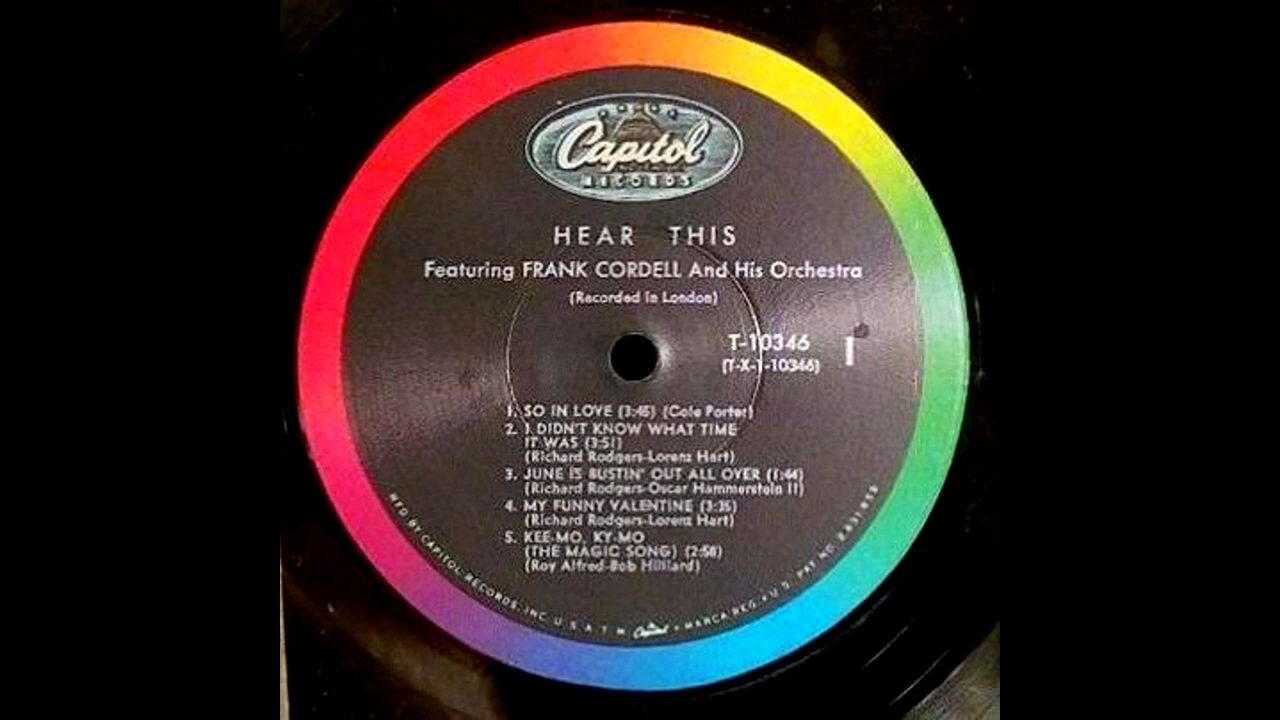 Capitol
RECORDS
HEAR THIS
Featuring FRANK CORDELL And His Orchestra
(Recorded in London)
T-10346
(T-X-1-10346)
1
1. SO IN LOVE (3:45) (Cole Porter)
2. I DIDN'T KNOW WHAT TIME
IT WAS (3:51)
(Richard Rodgers-Lorenz Hart)
3. JUNE IS BUSTIN' OUT ALL OVER (1:44)
(Richard Rodgers-Oscar Hammerstein II)
4. MY FUNNY VALENTINE (3:35)
(Richard Rodgers-Lorenz Hart)
5. KEE-MO, KY-MO
(THE MAGIC SONG) (2:58)
(Roy Alfred-Bob Hilliard)
MFD BY CAPITOL RECORDS, INC. U.S.A. T.M. Capitol • MARCA REG. • U.S. PAT. NO. 2,631,859